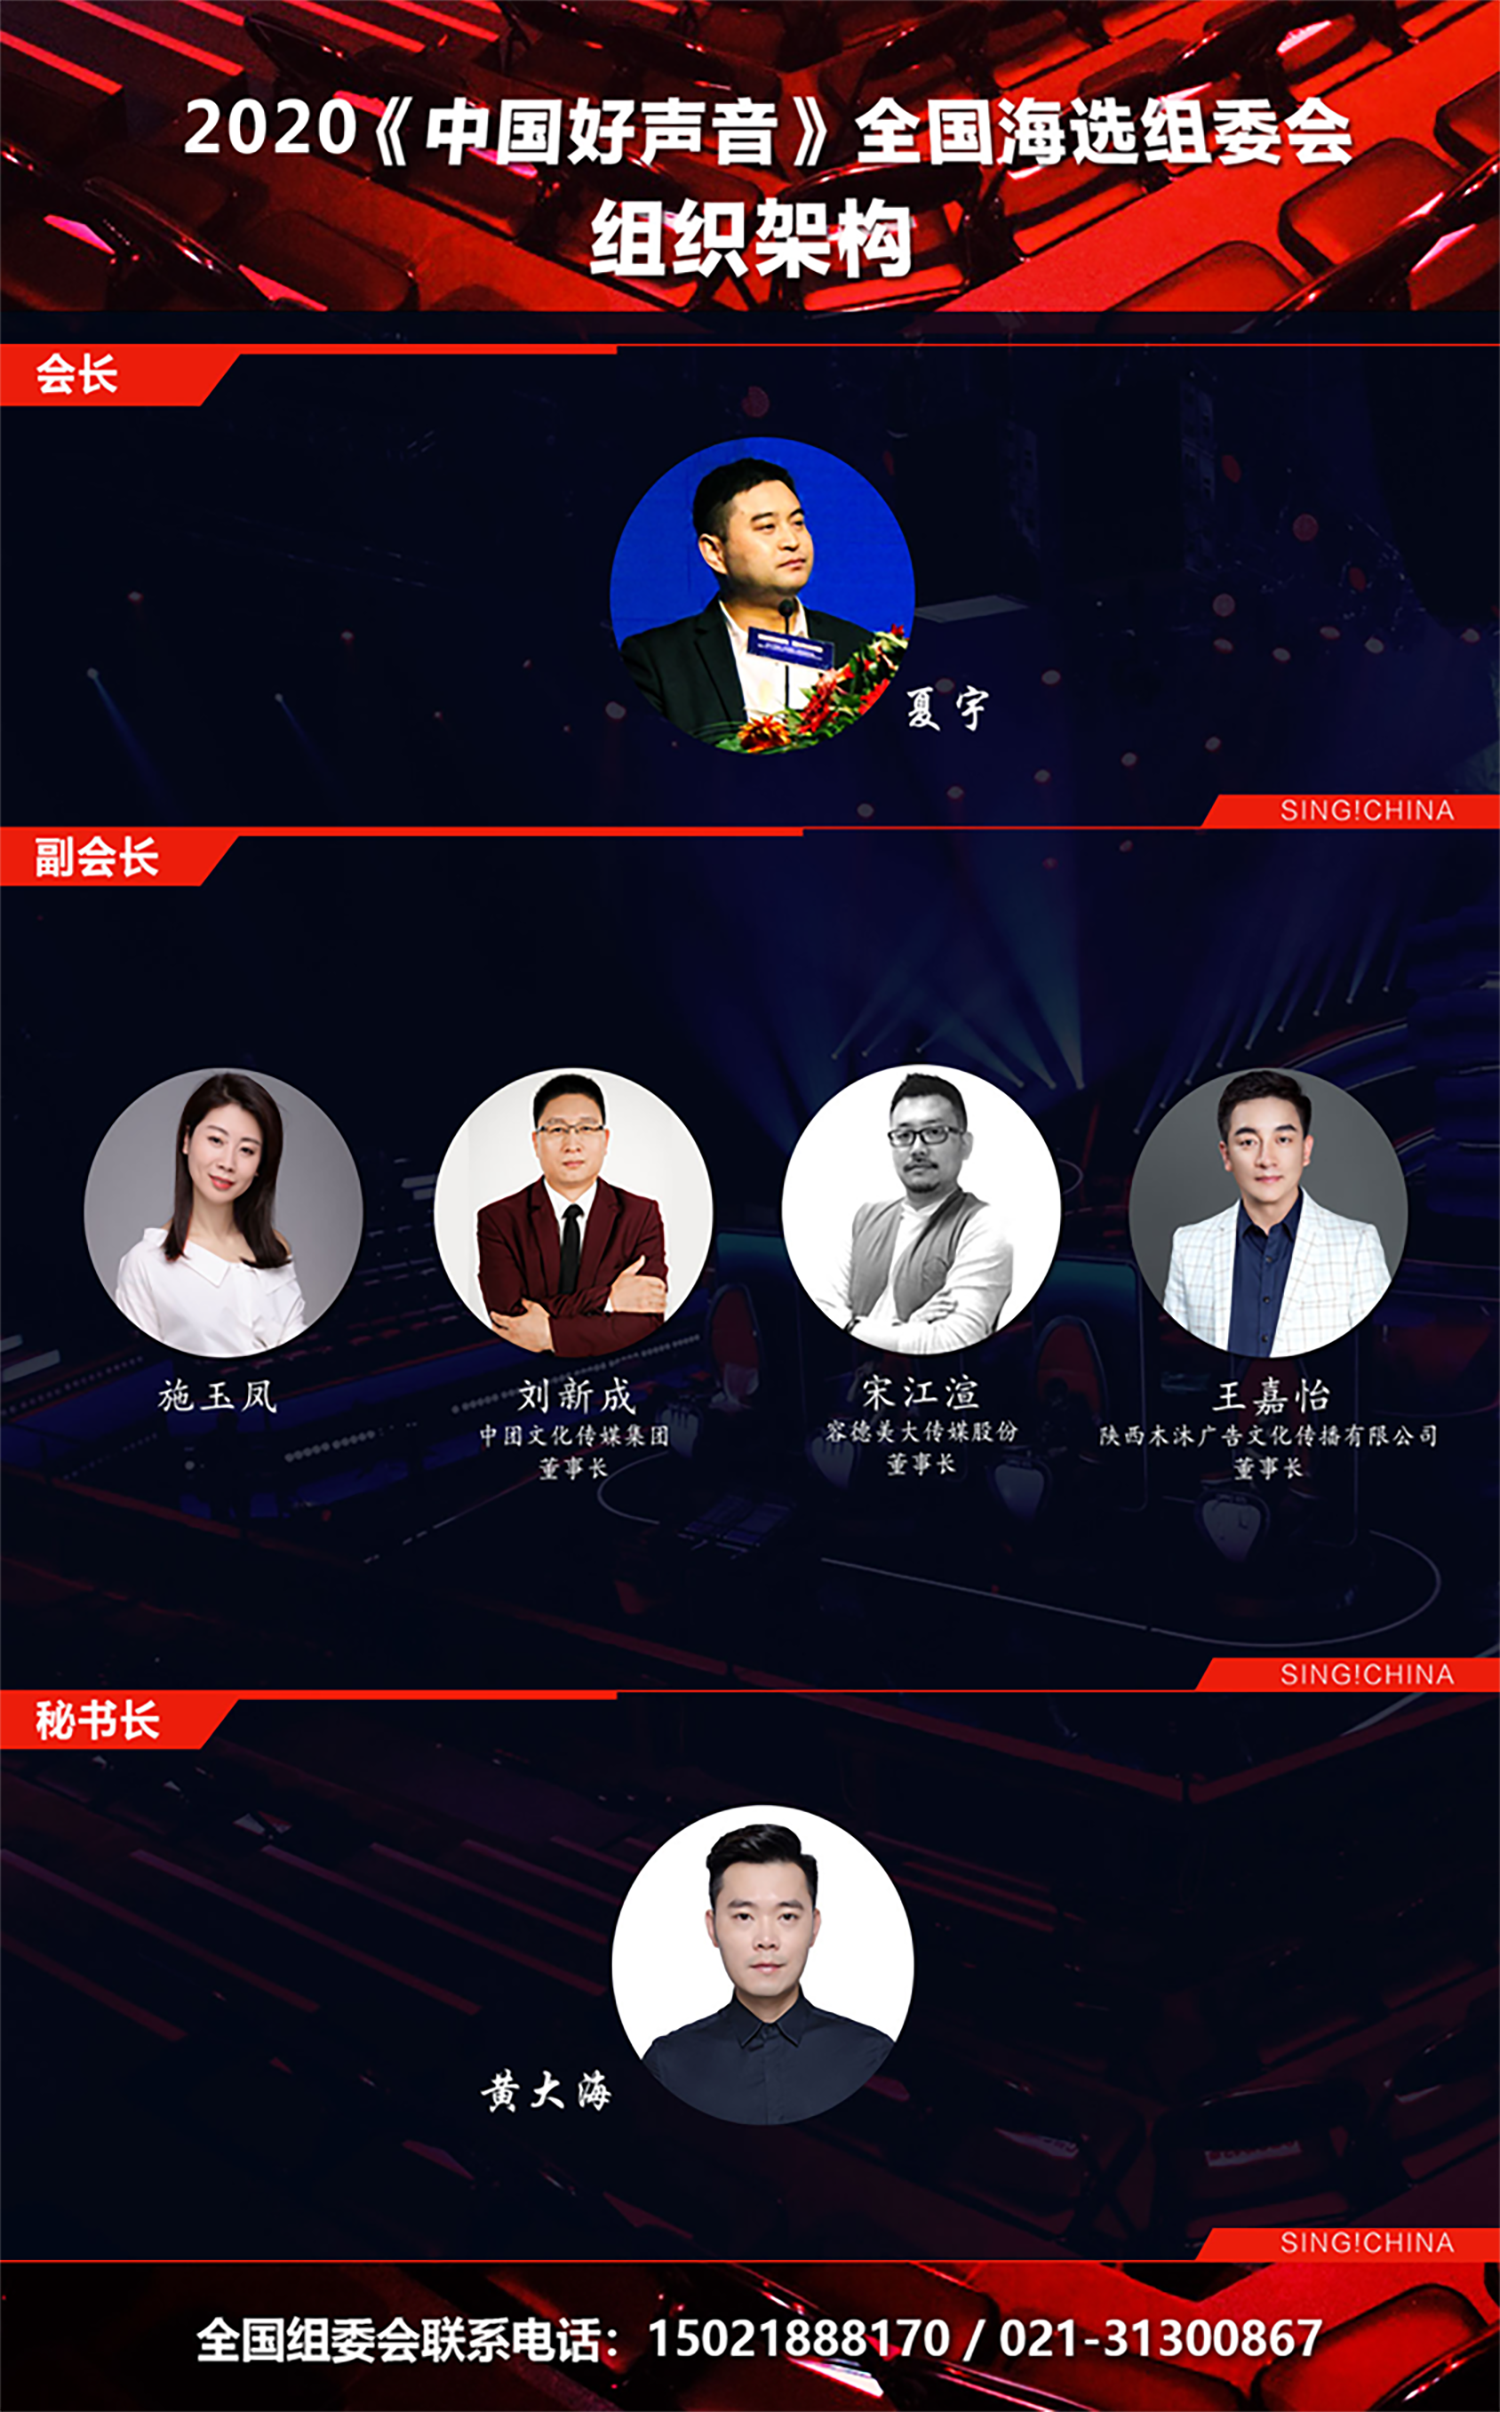 2020《中国好声音》全国海选组委会
组织架构
会长
夏宇
SING!CHINA
副会长
施玉凤
刘新成
中团文化传媒集团
董事长
宋江渲
容德美大传媒股份
董事长
王嘉怡
陕西木沐广告文化传播有限公司
董事长
SING!CHINA
秘书长
黄大海
SING!CHINA
全国组委会联系电话：15021888170 / 021-31300867